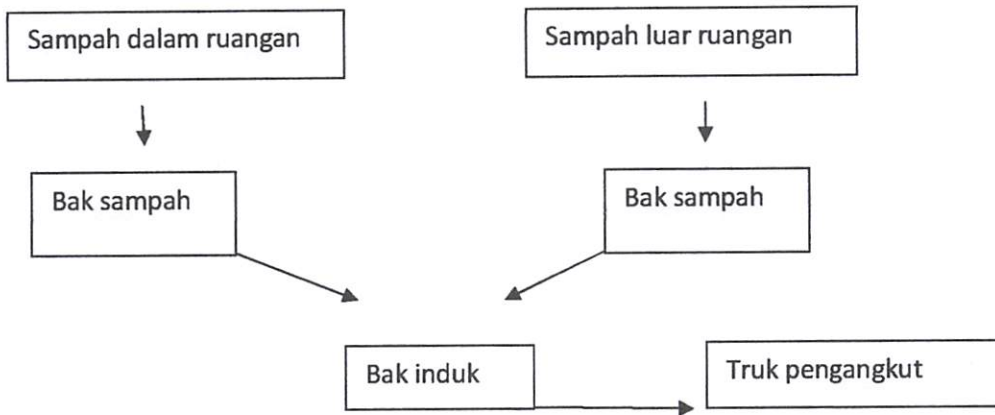 Sampah dalam ruangan
Sampah luar ruangan
Bak sampah
Bak sampah
Bak induk
Truk pengangkut